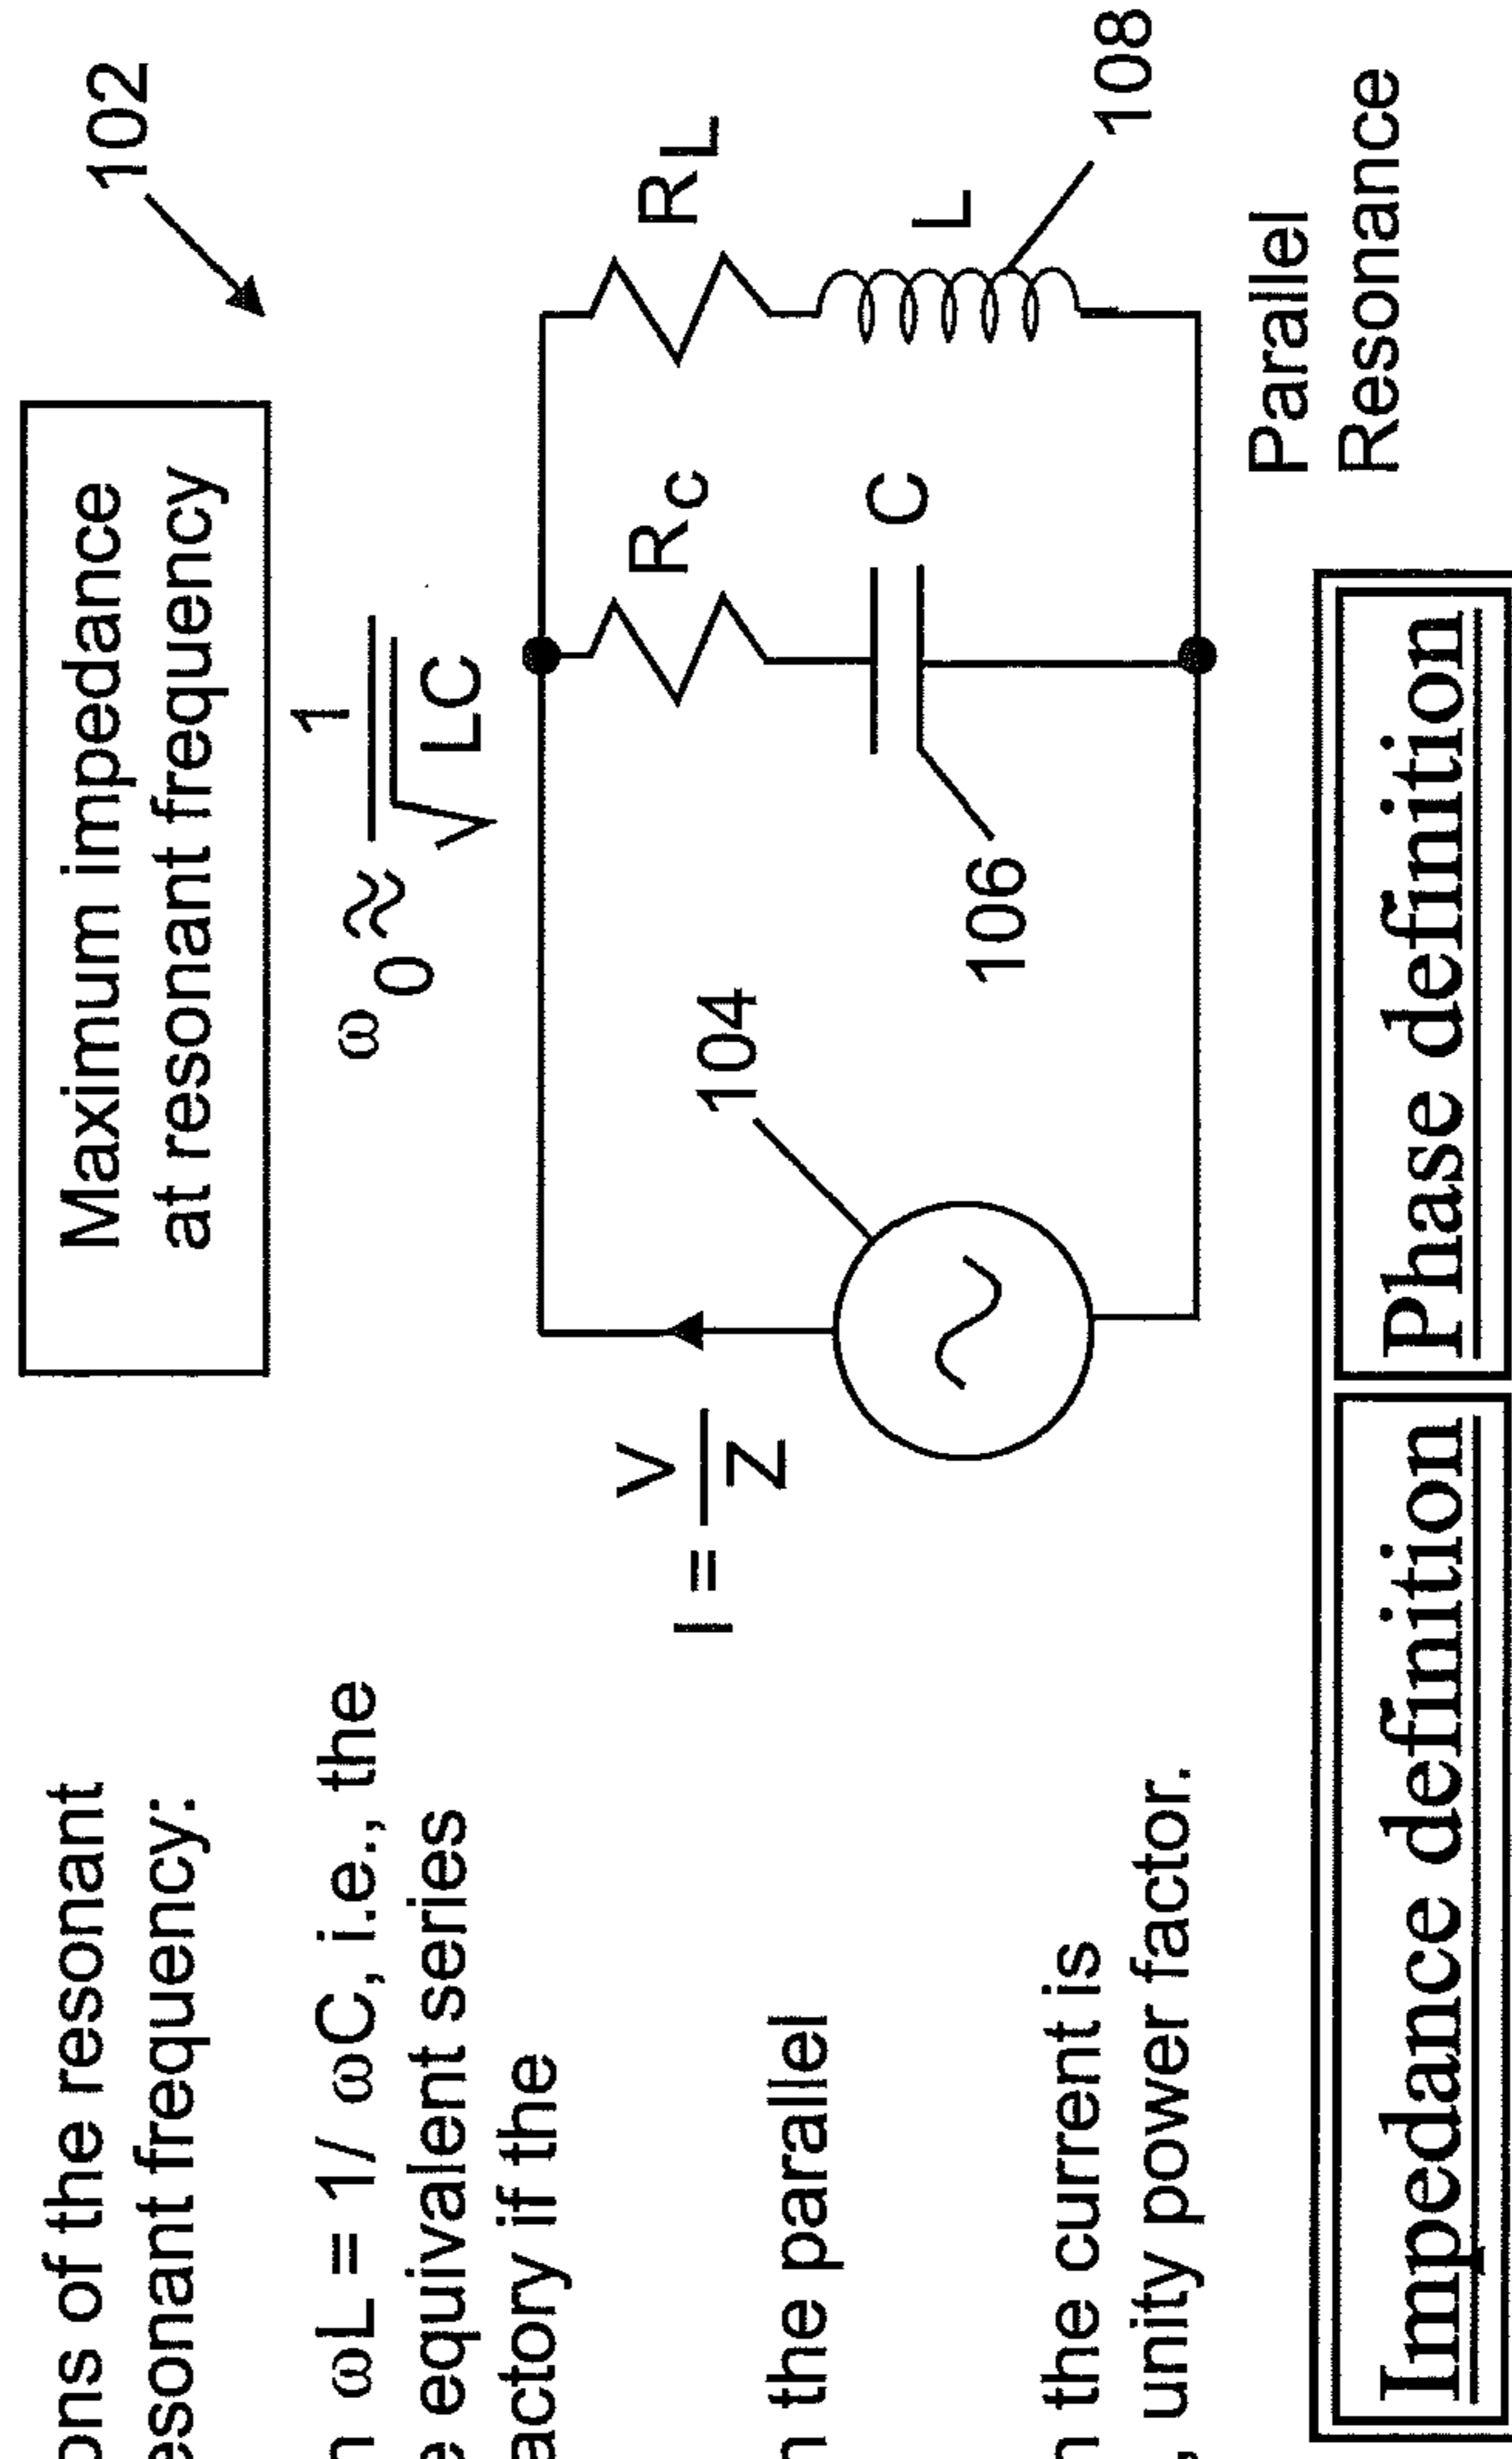 ons of the resonant
esonant frequency:
ωL = 1/ ωC, i.e., the
equivalent series
actory if the
the parallel
the current is
, unity power factor.
Maximum impedance
at resonant frequency
102
ω0 ≈ 1/√LC
I = V/Z
104
RC
RL
C
L
106
108
Parallel
Resonance
Impedance definition
Phase definition